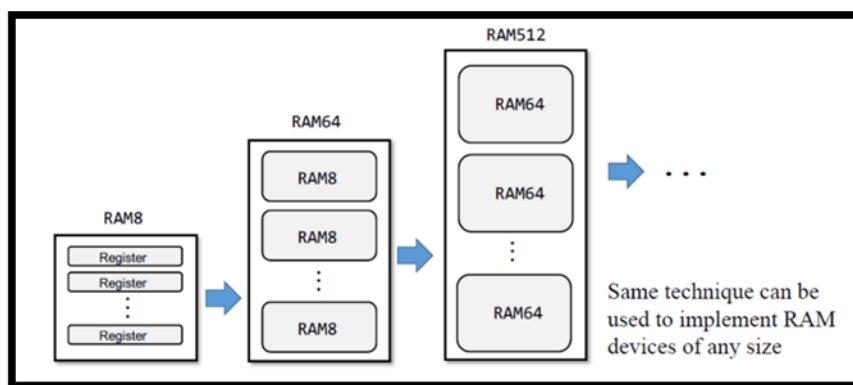 RAM8
Register
Register
⋮
Register
RAM64
RAM8
RAM8
⋮
RAM8
RAM512
RAM64
RAM64
⋮
RAM64
...
Same technique can be
used to implement RAM
devices of any size